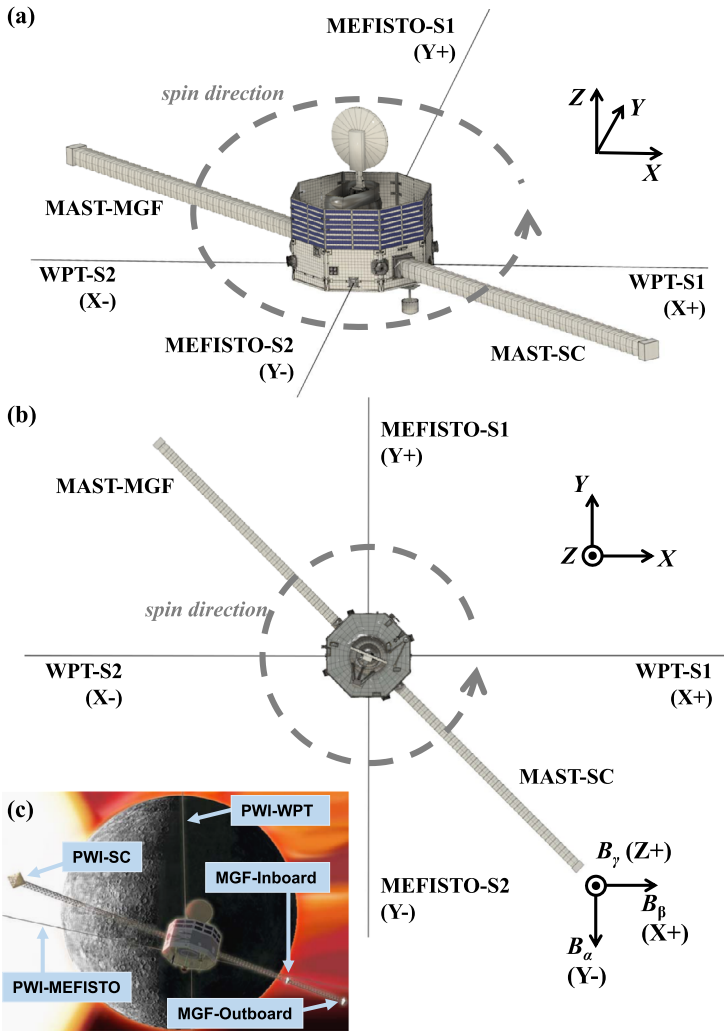 (a)
MEFISTO-S1
(Y+)
spin direction
Z
Y
X
MAST-MGF
WPT-S2
(X-)
WPT-S1
(X+)
MEFISTO-S2
(Y-)
MAST-SC
(b)
MEFISTO-S1
(Y+)
MAST-MGF
Y
Z
X
spin direction
WPT-S2
(X-)
WPT-S1
(X+)
MAST-SC
MEFISTO-S2
(Y-)
Bγ (Z+)
Bβ
(X+)
Bα
(Y-)
(c)
PWI-WPT
PWI-SC
MGF-Inboard
PWI-MEFISTO
MGF-Outboard